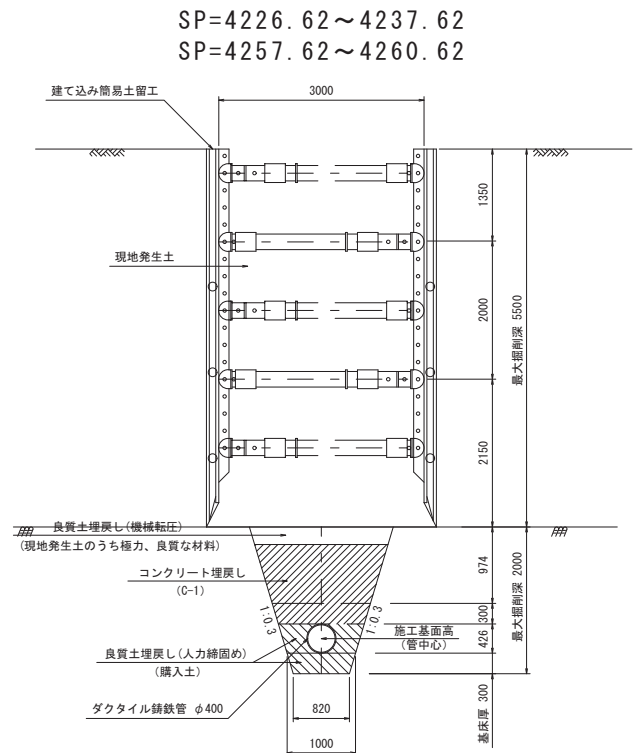 SP=4226.62～4237.62
SP=4257.62～4260.62
建て込み簡易土留工
3000
1350
現地発生土
2000
最大掘削深 5500
2150
良質土埋戻し(機械転圧)
(現地発生土のうち極力、良質な材料)
974
コンクリート埋戻し
(C-1)
最大掘削深 2000
300
1:0.3
1:0.3
施工基面高
(管中心)
426
良質土埋戻し(人力締固め)
(購入土)
ダクタイル鋳鉄管 φ400
820
基床厚 300
1000